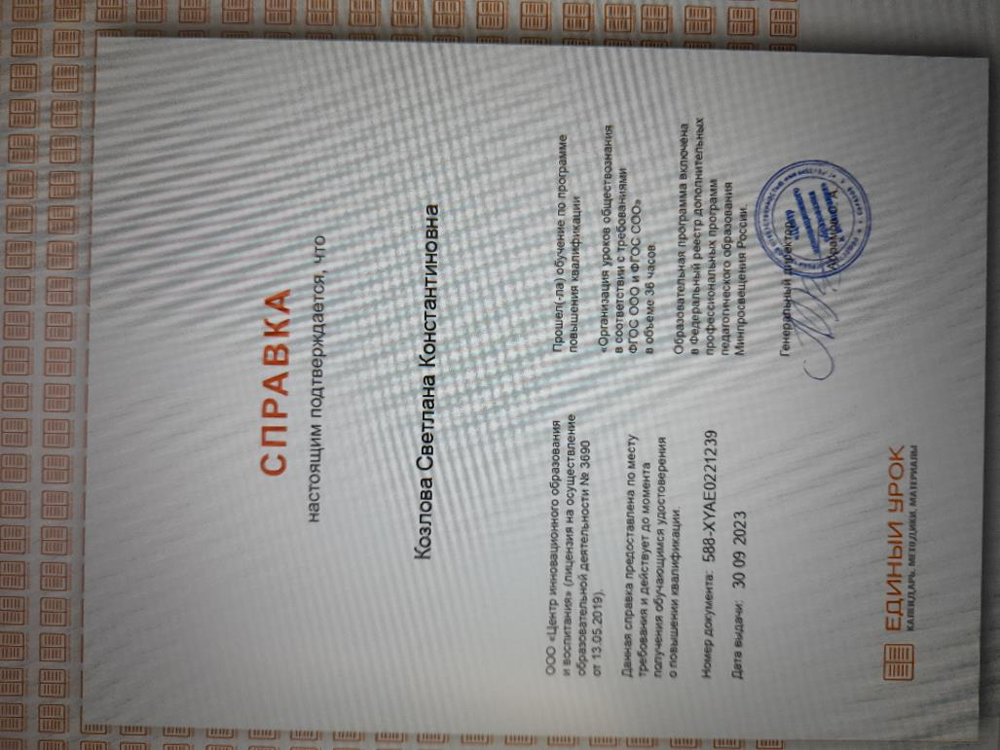 СПРАВКА
настоящим подтверждается, что
Козлова Светлана Константиновна
ООО «Центр инновационного образования
и воспитания» (лицензия на осуществление
образовательной деятельности № 3690
от 13.05.2019).
Данная справка предоставлена по месту
требования и действует до момента
получения обучающимся удостоверения
о повышении квалификации.
Номер документа: 588-XYAE0221239
Дата выдачи: 30 09 2023
Прошел(-ла) обучение по программе
повышения квалификации
«Организация уроков обществознания
в соответствии с требованиями
ФГОС ООО и ФГОС СОО»
в объеме 36 часов
Образовательная программа включена
в Федеральный реестр дополнительных
профессиональных программ
педагогического образования
Минпросвещения России.
Генеральный директор
ЕДИНЫЙ УРОК
КАЛЕНДАРЬ, МЕТОДИКИ, МАТЕРИАЛЫ